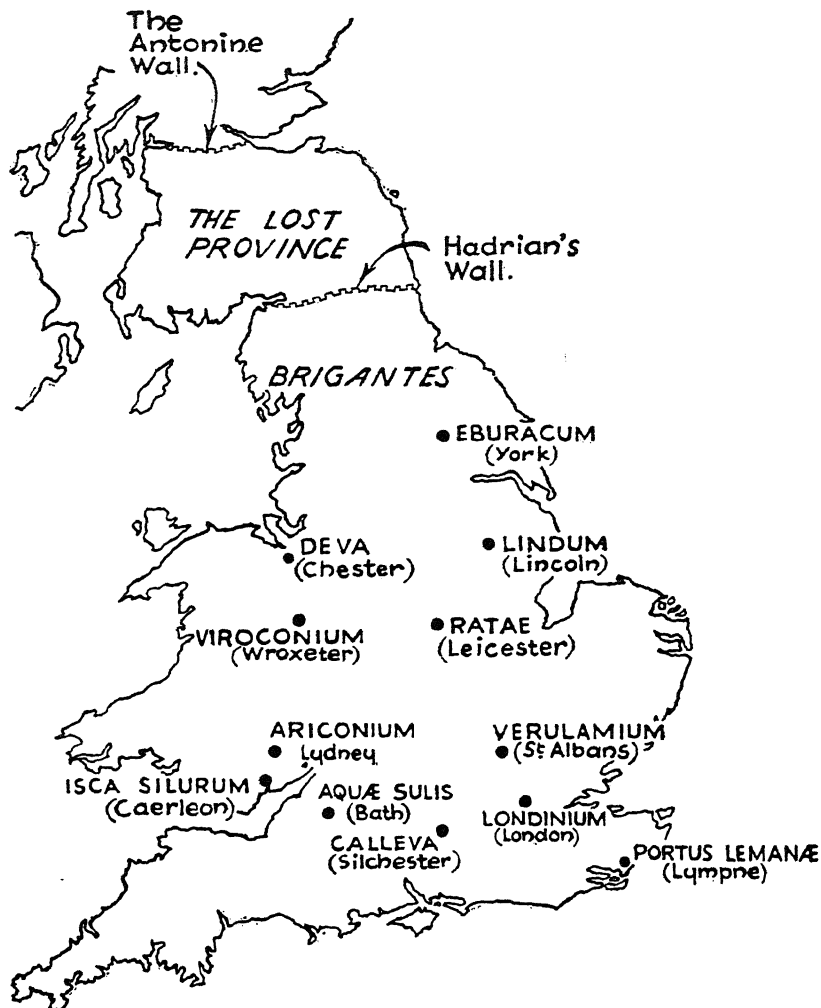 The
Antonine
Wall.
THE LOST
PROVINCE
Hadrian's
Wall.
BRIGANTES
EBURACUM
(York)
DEVA
(Chester)
LINDUM
(Lincoln)
VIROCONIUM
(Wroxeter)
RATAE
(Leicester)
ARICONIUM
Lydney
VERULAMIUM
(St Albans)
ISCA SILURUM
(Caerleon)
AQUÆ SULIS
(Bath)
LONDINIUM
(London)
CALLEVA
(Silchester)
PORTUS LEMANÆ
(Lympne)